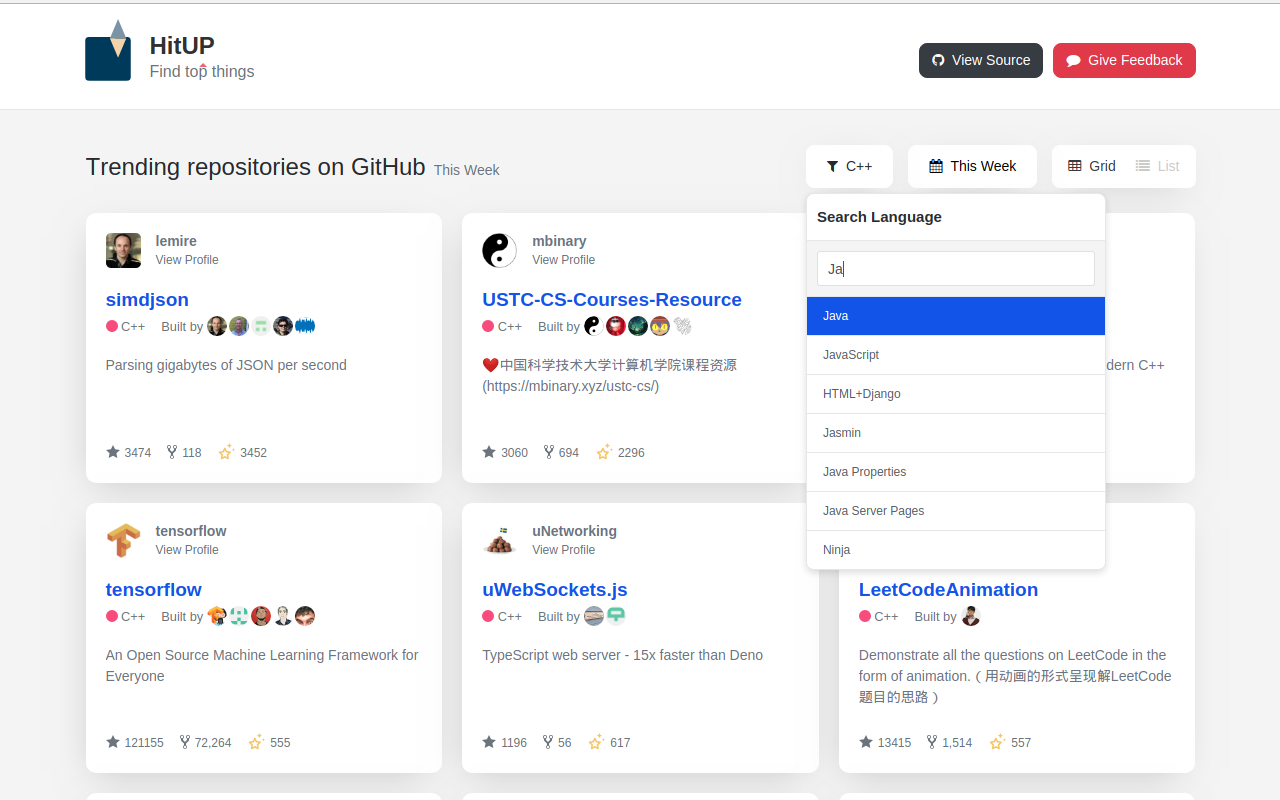 HitUP
Find top things
View Source
Give Feedback
Trending repositories on GitHub This Week
C++
This Week
Grid
List
Search Language
Ja
Java
JavaScript
HTML+Django
Jasmin
Java Properties
Java Server Pages
Ninja
lemire
View Profile
simdjson
C++ Built by
Parsing gigabytes of JSON per second
3474 118 3452
mbinary
View Profile
USTC-CS-Courses-Resource
C++ Built by
❤️中国科学技术大学计算机学院课程资源
(https://mbinary.xyz/ustc-cs/)
3060 694 2296
dern C++
tensorflow
View Profile
tensorflow
C++ Built by
An Open Source Machine Learning Framework for
Everyone
121155 72,264 555
uNetworking
View Profile
uWebSockets.js
C++ Built by
TypeScript web server - 15x faster than Deno
1196 56 617
LeetCodeAnimation
C++ Built by
Demonstrate all the questions on LeetCode in the
form of animation.（用动画的形式呈现解LeetCode
题目的思路）
13415 1,514 557